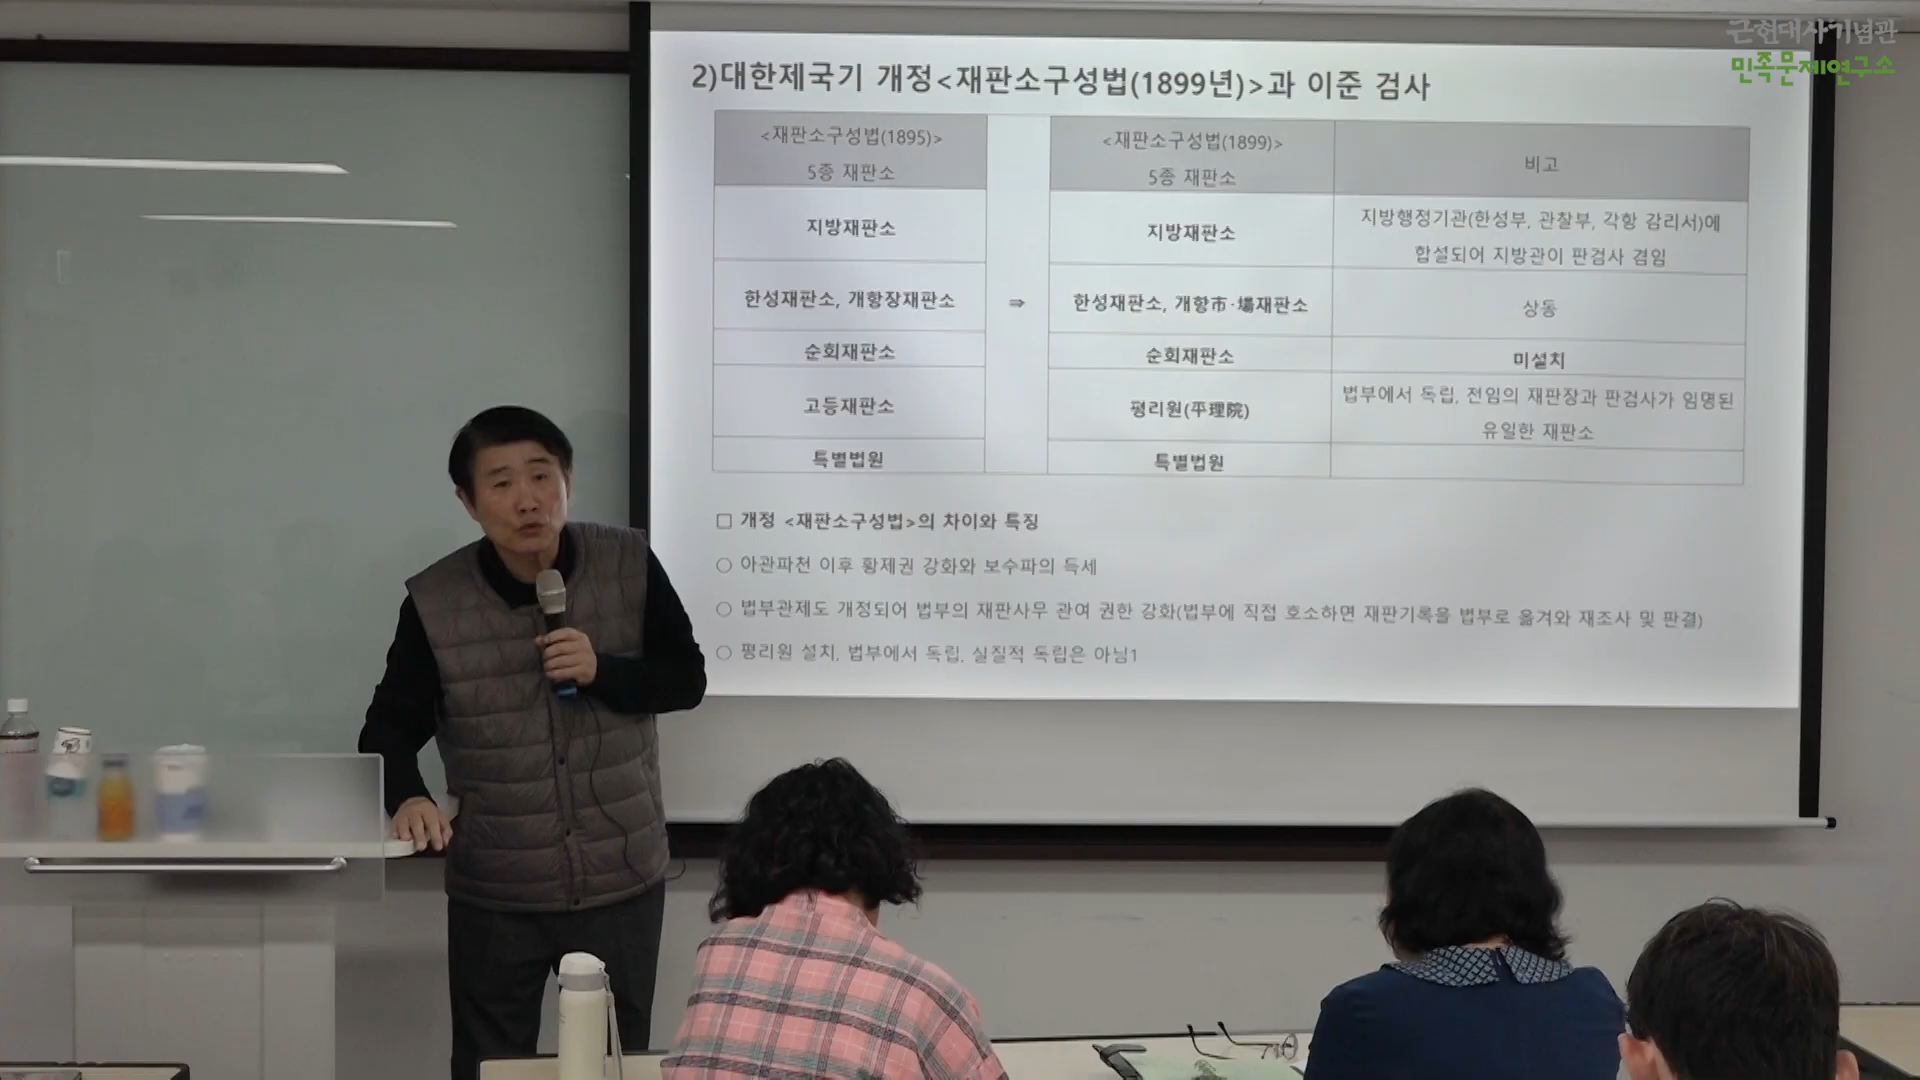 근현대사기념관
민족문제연구소
2)대한제국기 개정<재판소구성법(1899년)>과 이준 검사
<재판소구성법(1895)>
5종 재판소
<재판소구성법(1899)>
5종 재판소
비고
지방재판소
지방재판소
지방행정기관(한성부, 관찰부, 각항 감리서)에
합설되어 지방관이 판검사 겸임
한성재판소, 개항장재판소
⇒
한성재판소, 개항市·場재판소
상동
순회재판소
순회재판소
미설치
고등재판소
평리원(平理院)
법부에서 독립, 전임의 재판장과 판검사가 임명된
유일한 재판소
특별법원
특별법원
□ 개정 <재판소구성법>의 차이와 특징
○ 아관파천 이후 황제권 강화와 보수파의 득세
○ 법부관제도 개정되어 법부의 재판사무 관여 권한 강화(법부에 직접 호소하면 재판기록을 법부로 옮겨와 재조사 및 판결)
○ 평리원 설치, 법부에서 독립, 실질적 독립은 아님1